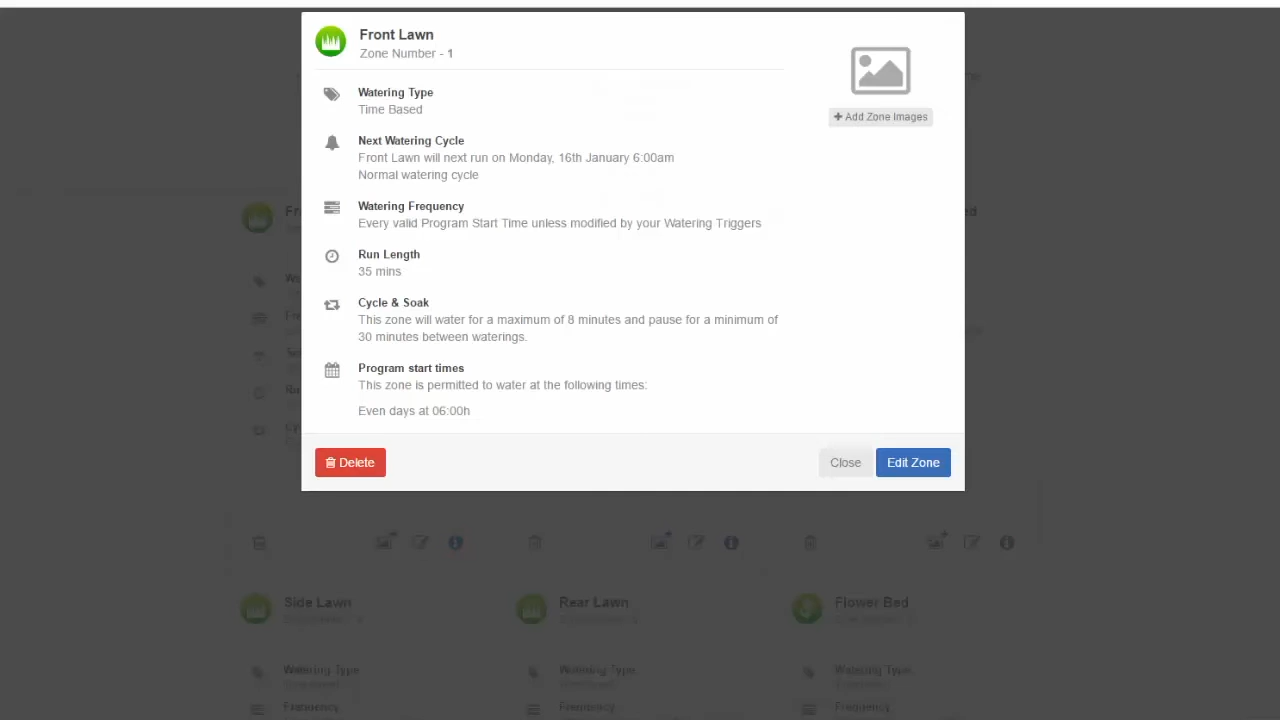 Front Lawn
Zone Number - 1
Add Zone Images
Watering Type
Time Based
Next Watering Cycle
Front Lawn will next run on Monday, 16th January 6:00am
Normal watering cycle
Watering Frequency
Every valid Program Start Time unless modified by your Watering Triggers
Run Length
35 mins
Cycle & Soak
This zone will water for a maximum of 8 minutes and pause for a minimum of
30 minutes between waterings.
Program start times
This zone is permitted to water at the following times:
Even days at 06:00h
Delete
Close
Edit Zone
Side Lawn
Rear Lawn
Flower Bed
Watering Type
Watering Type
Watering Type
Frequency
Frequency
Frequency